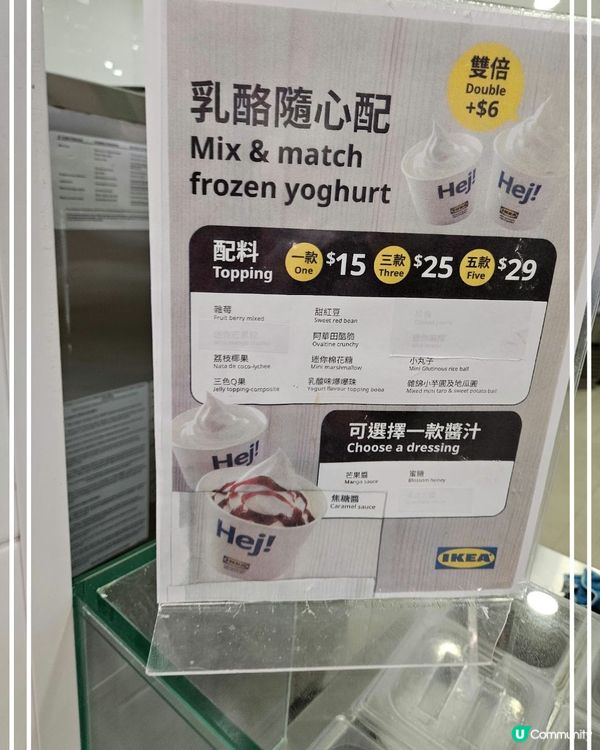 雙倍
Double
+$6
乳酪隨心配
Mix & match
frozen yoghurt
Hej!
IKEA
Hej!
IKEA
配料
Topping
一款
One
$15
三款
Three
$25
五款
Five
$29
雜莓
Fruit berry mixed
甜紅豆
Sweet red bean
阿華田酷脆
Ovaltine crunchy
荔枝椰果
Nata de coco-lychee
迷你棉花糖
Mini marshmallow
小丸子
Mini Glutinous rice ball
三色Q果
Jelly topping-composite
乳酸味爆爆珠
Yogurt flavour topping boba
雜錦小芋圓及地瓜圓
Mixed mini taro & sweet potato ball
可選擇一款醬汁
Choose a dressing
芒果醬
Mango sauce
蜜糖
Blossom honey
焦糖醬
Caramel sauce
Hej!
Hej!
IKEA
IKEA
U Community